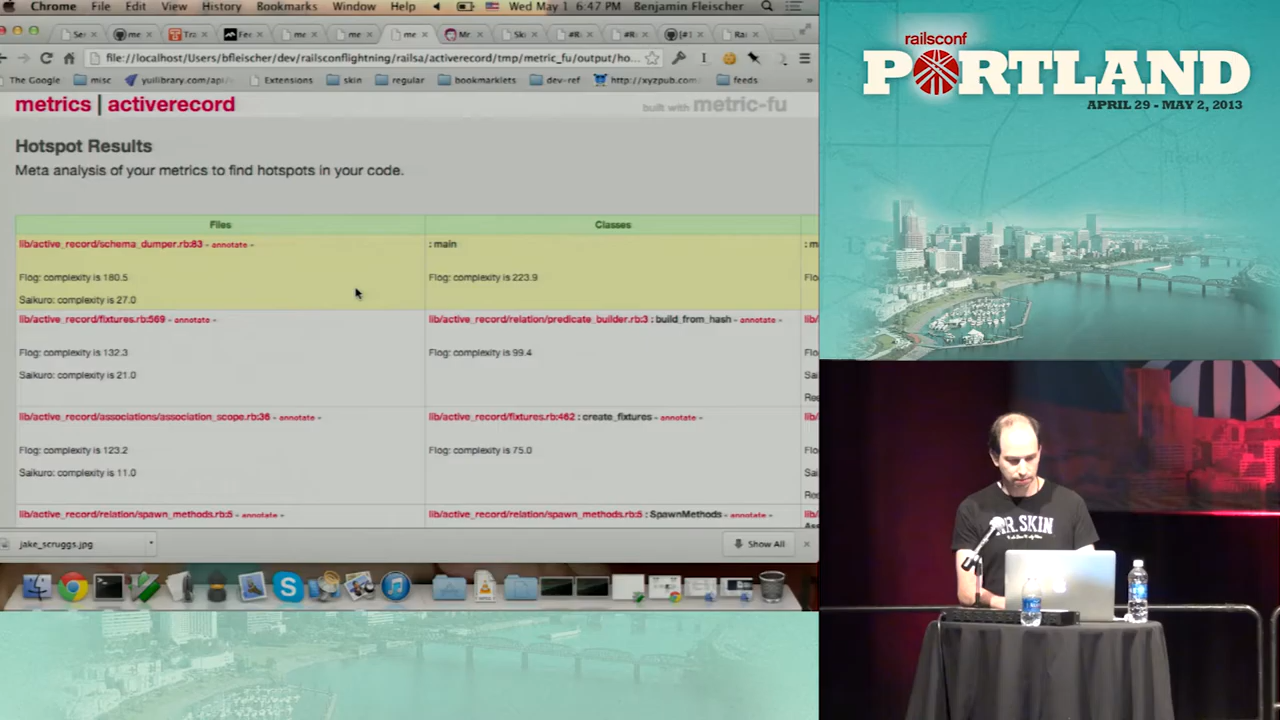 Chrome File Edit View History Bookmarks Window Help Wed May 1 6:47 PM Benjamin Fleischer
file://localhost/Users/bfleischer/dev/railsconflightning/railsa/activerecord/tmp/metric_fu/output/ho...
The Google misc yuilibrary.com/api/ Extensions skin regular bookmarklets dev-ref http://xyzpub.com feeds
metrics | activerecord
built with metric-fu
Hotspot Results
Meta analysis of your metrics to find hotspots in your code.
Files Classes
lib/active_record/schema_dumper.rb:83 - annotate - : main
Flog: complexity is 180.5 Flog: complexity is 223.9
Saikuro: complexity is 27.0
lib/active_record/fixtures.rb:569 - annotate - lib/active_record/relation/predicate_builder.rb:3 : build_from_hash - annotate -
Flog: complexity is 132.3 Flog: complexity is 99.4
Saikuro: complexity is 21.0
lib/active_record/associations/association_scope.rb:36 - annotate - lib/active_record/fixtures.rb:462 : create_fixtures - annotate -
Flog: complexity is 123.2 Flog: complexity is 75.0
Saikuro: complexity is 11.0
lib/active_record/relation/spawn_methods.rb:5 - annotate - lib/active_record/relation/spawn_methods.rb:5 : SpawnMethods - annotate -
jake_scruggs.jpg Show All
railsconf
PORTLAND
APRIL 29 - MAY 2, 2013
MR. SKIN